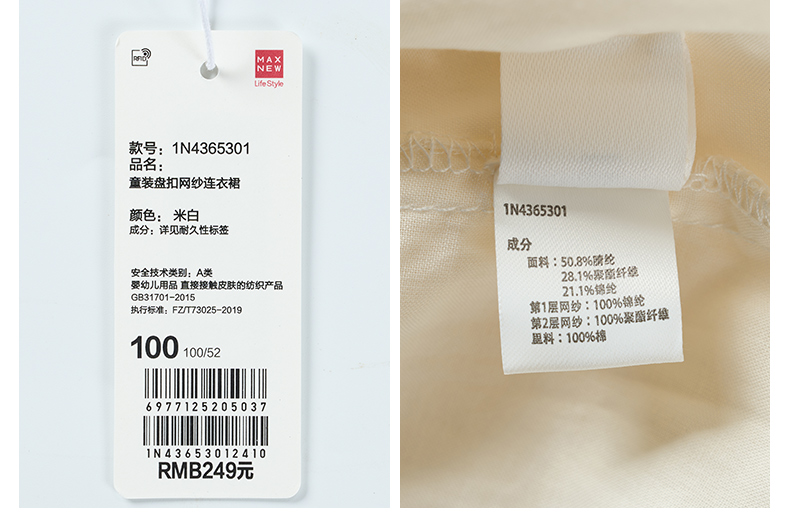 RFID
MAX
NEW
Life Style
款号：1N4365301
品名：
童装盘扣网纱连衣裙
颜色：米白
成分：详见耐久性标签
安全技术类别：A类
婴幼儿用品 直接接触皮肤的纺织产品
GB31701-2015
执行标准：FZ/T73025-2019
100 100/52
6977125205037
1N43653012410
RMB249元
1N4365301
成分
面料：50.8%腈纶
28.1%聚酯纤维
21.1%锦纶
第1层网纱：100%锦纶
第2层网纱：100%聚酯纤维
里料：100%棉